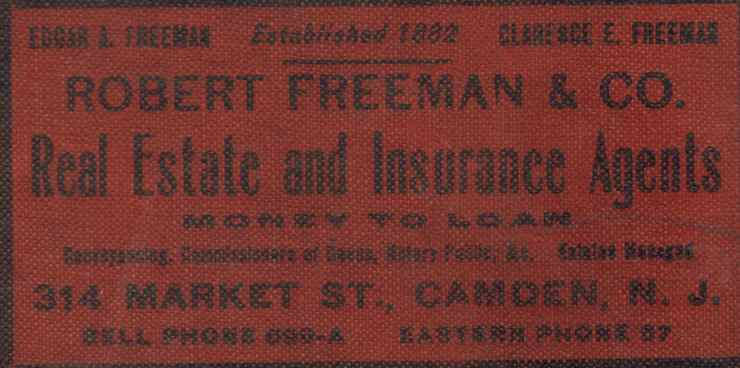 EDGAR A. FREEMAN Established 1882 CLARENCE E. FREEMAN
ROBERT FREEMAN & CO.
Real Estate and Insurance Agents
MONEY TO LOAN
Conveyancing, Commissioners of Deeds, Notary Public, &c. Estates Managed
314 MARKET ST., CAMDEN, N. J.
BELL PHONE 699-A EASTERN PHONE 57